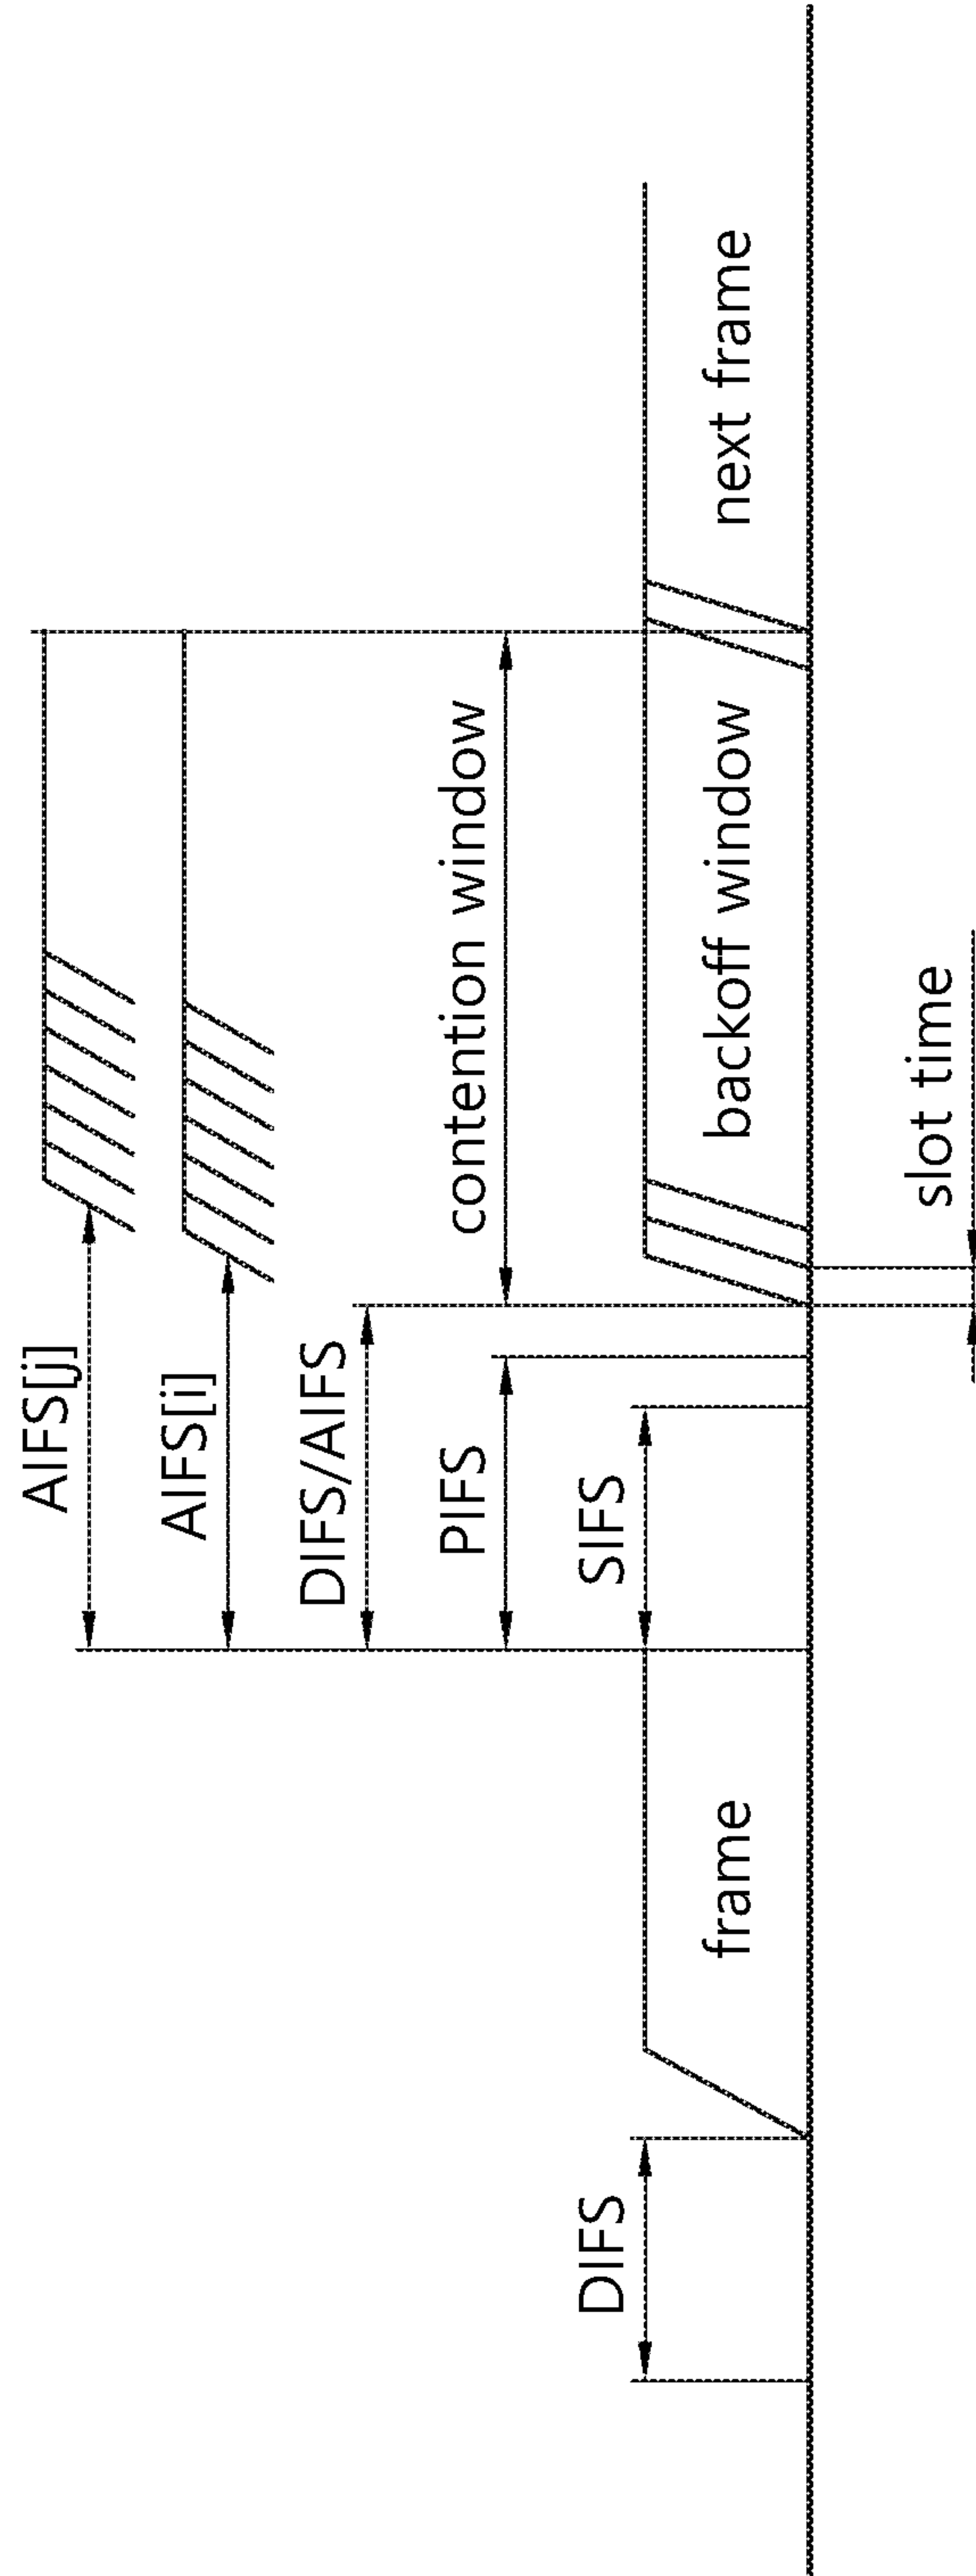 AIFS[j]
AIFS[i]
DIFS/AIFS
PIFS
contention window
DIFS
SIFS
frame
backoff window
next frame
slot time